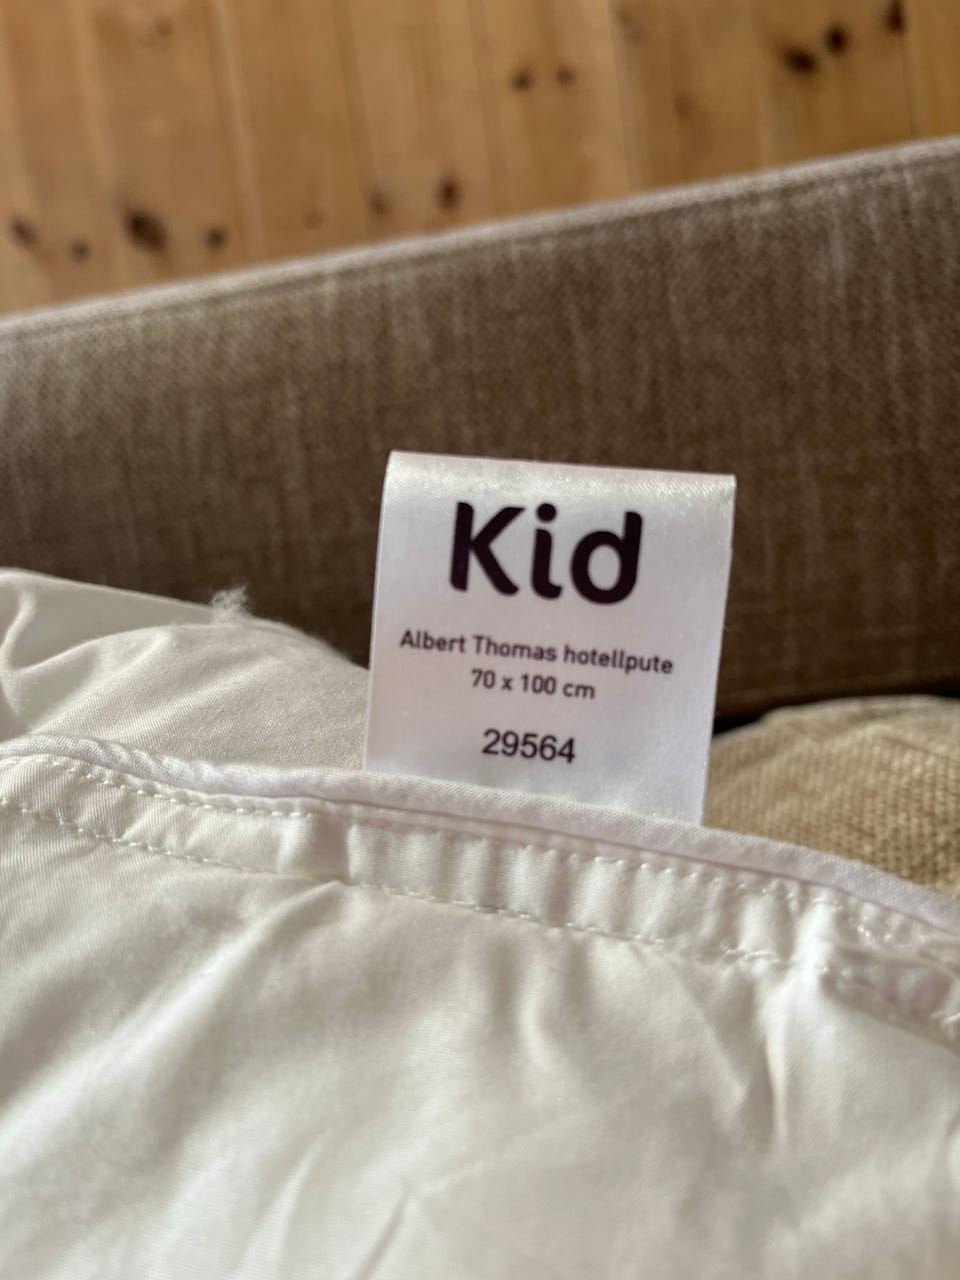 Kid
Albert Thomas hotellpute
70 x 100 cm
29564